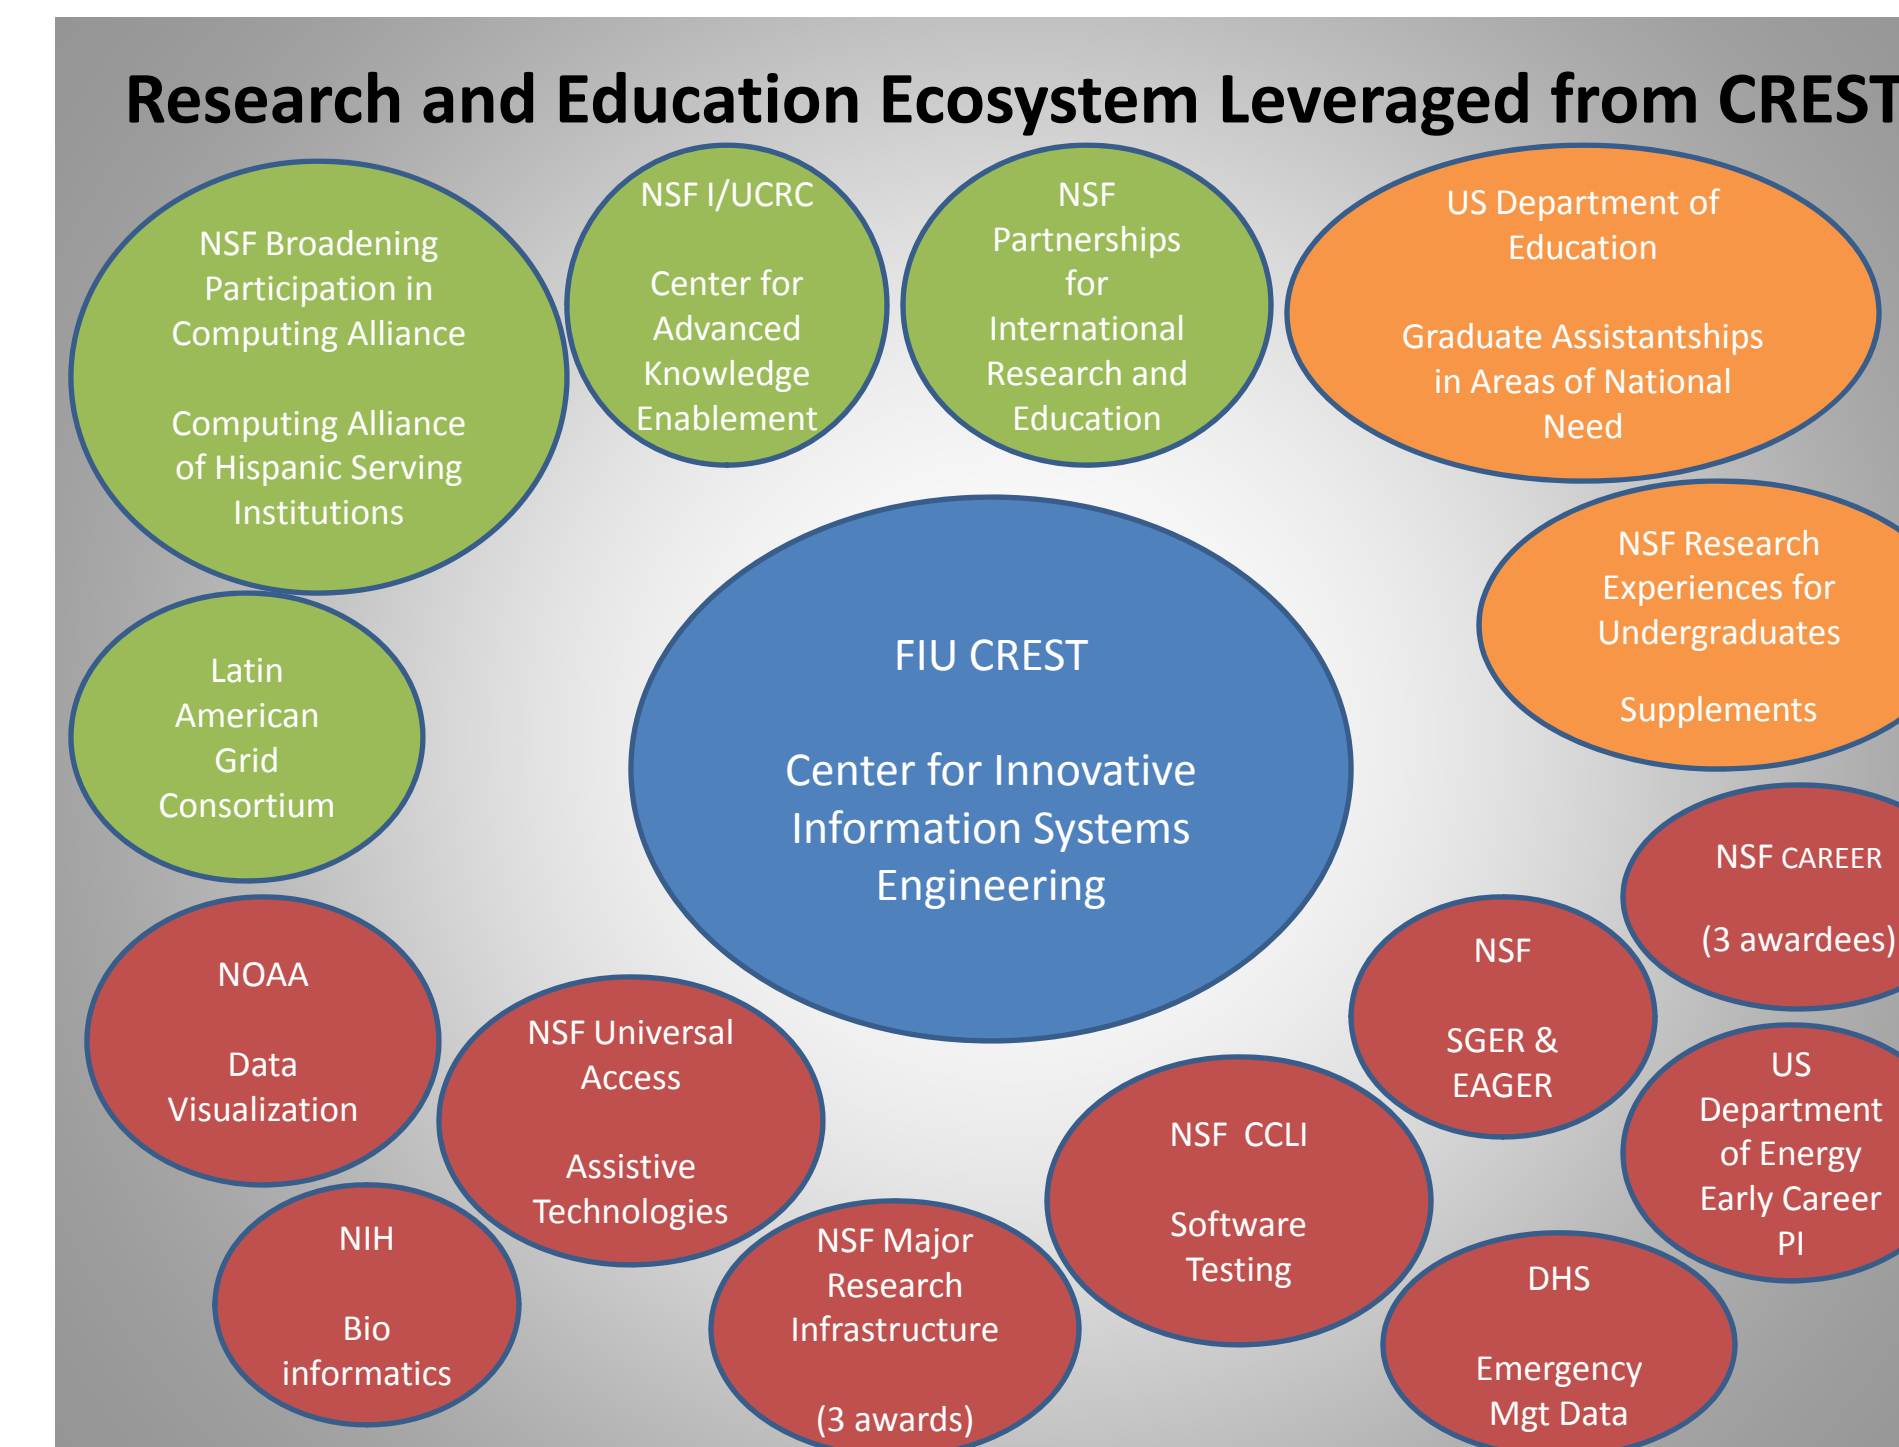 Research and Education Ecosystem Leveraged from CREST
NSF Broadening
Participation in
Computing Alliance
Computing Alliance
of Hispanic Serving
Institutions
NSF I/UCRC
Center for
Advanced
Knowledge
Enablement
NSF
Partnerships
for
International
Research and
Education
US Department of
Education
Graduate Assistantships
in Areas of National
Need
NSF Research
Experiences for
Undergraduates
Supplements
Latin
American
Grid
Consortium
FIU CREST
Center for Innovative
Information Systems
Engineering
NSF CAREER
(3 awardees)
NSF
SGER &
EAGER
NOAA
Data
Visualization
NSF Universal
Access
Assistive
Technologies
NSF  CCLI
Software
Testing
US
Department
of Energy
Early Career
PI
NIH
Bio
informatics
NSF Major
Research
Infrastructure
(3 awards)
DHS
Emergency
Mgt Data